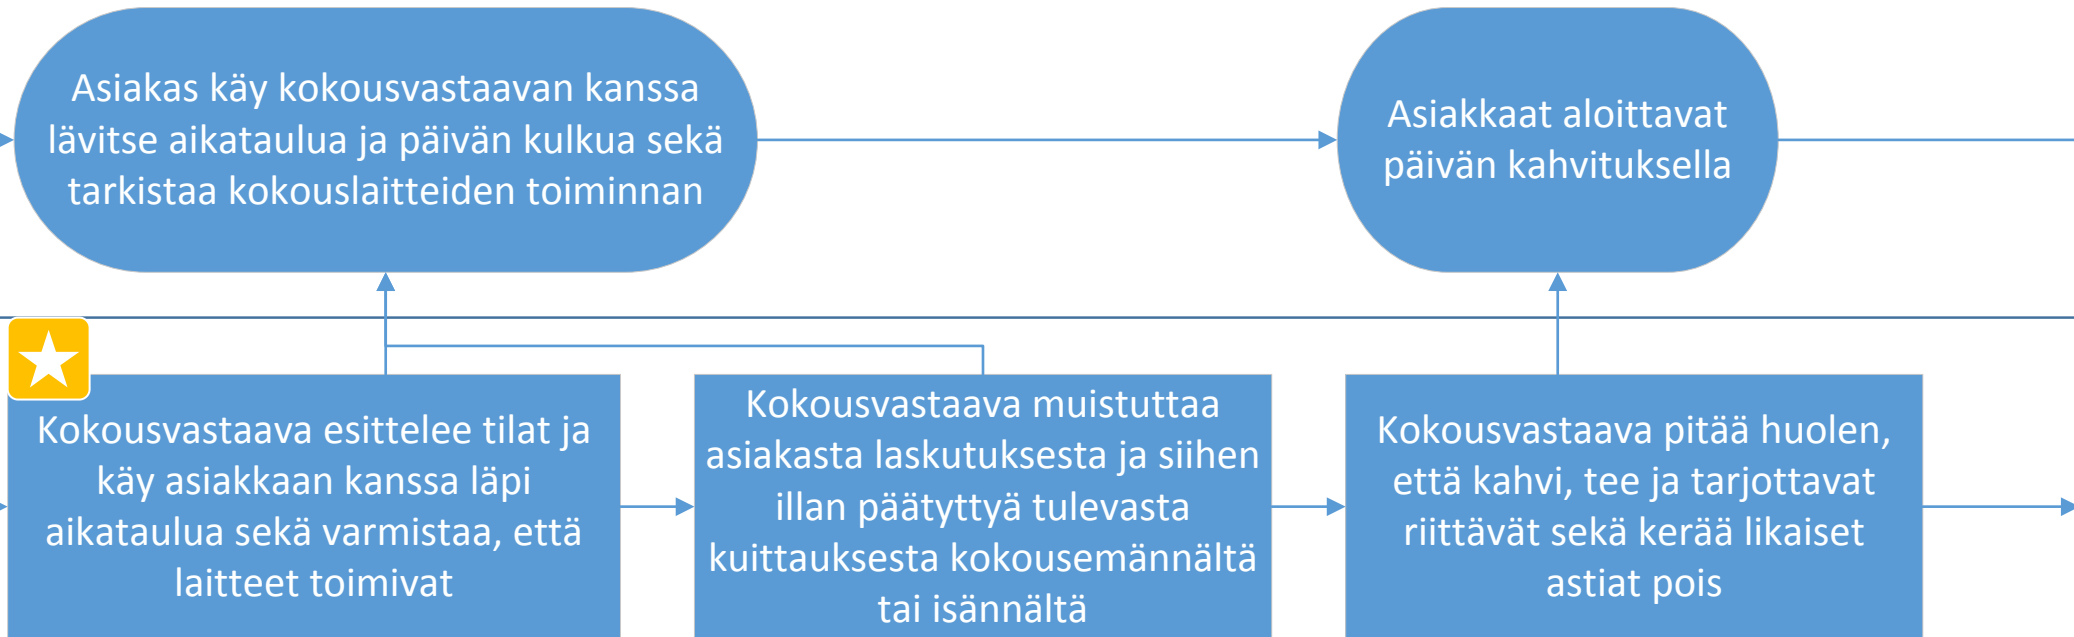 Asiakas käy kokousvastaavan kanssa
lävitse aikataulua ja päivän kulkua sekä
tarkistaa kokouslaitteiden toiminnan
Asiakkaat aloittavat
päivän kahvituksella
Kokousvastaava esittelee tilat ja
käy asiakkaan kanssa läpi
aikataulua sekä varmistaa, että
laitteet toimivat
Kokousvastaava muistuttaa
asiakasta laskutuksesta ja siihen
illan päätyttyä tulevasta
kuittauksesta kokousemännältä
tai isännältä
Kokousvastaava pitää huolen,
että kahvi, tee ja tarjottavat
riittävät sekä kerää likaiset
astiat pois